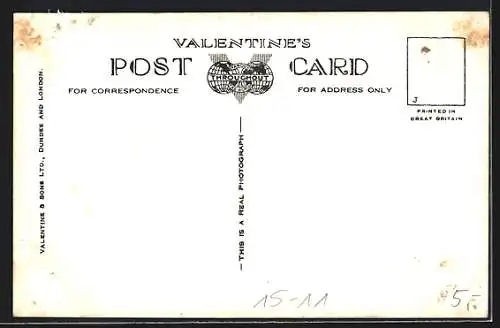 VALENTINE'S
POST CARD
THROUGHOUT
FOR CORRESPONDENCE
FOR ADDRESS ONLY
J
PRINTED IN
GREAT BRITAIN
VALENTINE & SONS LTD., DUNDEE AND LONDON.
— THIS IS A REAL PHOTOGRAPH —
15-11
5,-